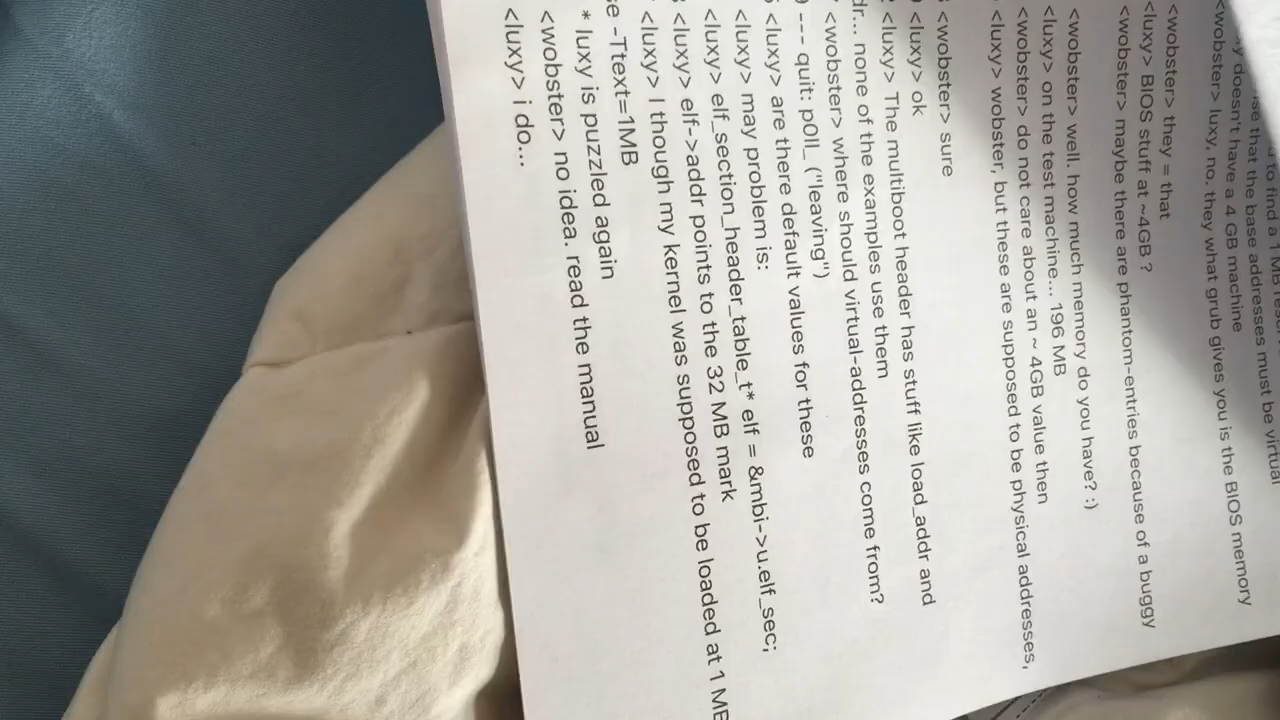 to find a 1 MB
se that the base addresses must be virtual
y doesn't have a 4 GB machine
<wobster> luxy, no. they what grub gives you is the BIOS memory
<wobster> they = that
<luxy> BIOS stuff at ~4GB ?
<wobster> maybe there are phantom-entries because of a buggy
<wobster> well. how much memory do you have? :)
<luxy> on the test machine... 196 MB
<wobster> do not care about an ~ 4GB value then
<luxy> wobster, but these are supposed to be physical addresses,
<wobster> sure
<luxy> ok
<luxy> The multiboot header has stuff like load_addr and
dr... none of the examples use them
<wobster> where should virtual-addresses come from?
--- quit: p0ll_ ("leaving")
<luxy> are there default values for these
<luxy> may problem is:
<luxy> elf_section_header_table_t* elf = &mbi->u.elf_sec;
<luxy> elf->addr points to the 32 MB mark
<luxy> I though my kernel was supposed to be loaded at 1 MB
se -Ttext=1MB
* luxy is puzzled again
<wobster> no idea. read the manual
<luxy> i do...